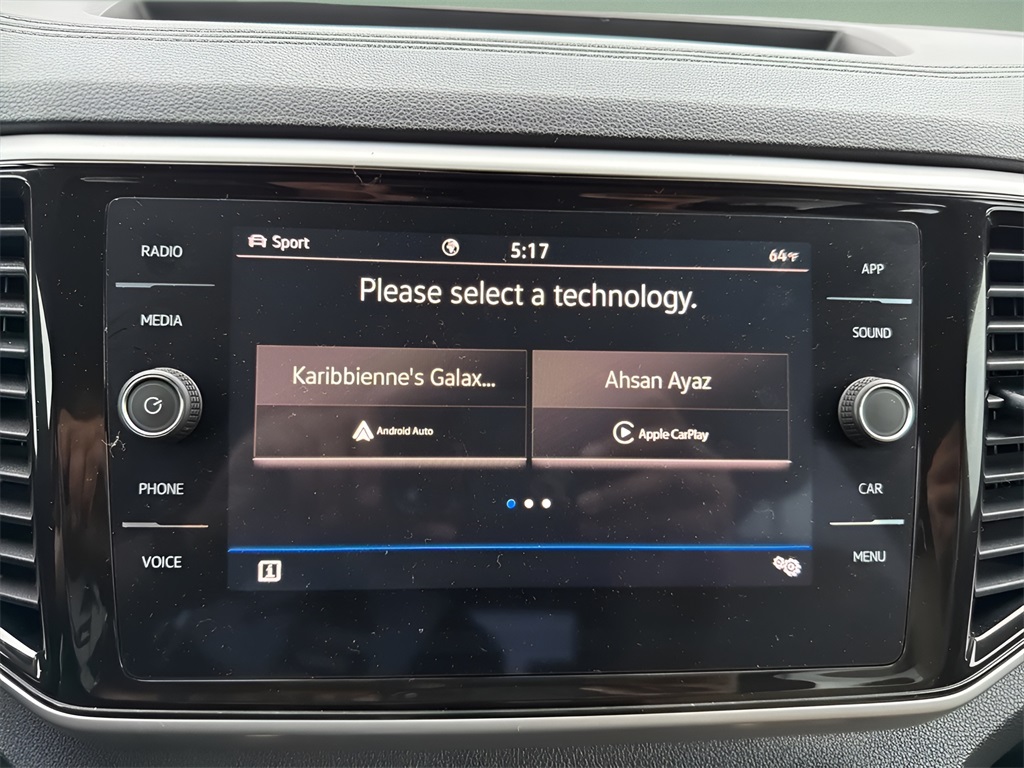 Sport
5:17
64°F
Please select a technology.
Karibbienne's Galax...
Ahsan Ayaz
Android Auto
Apple CarPlay
RADIO
MEDIA
PHONE
VOICE
APP
SOUND
CAR
MENU